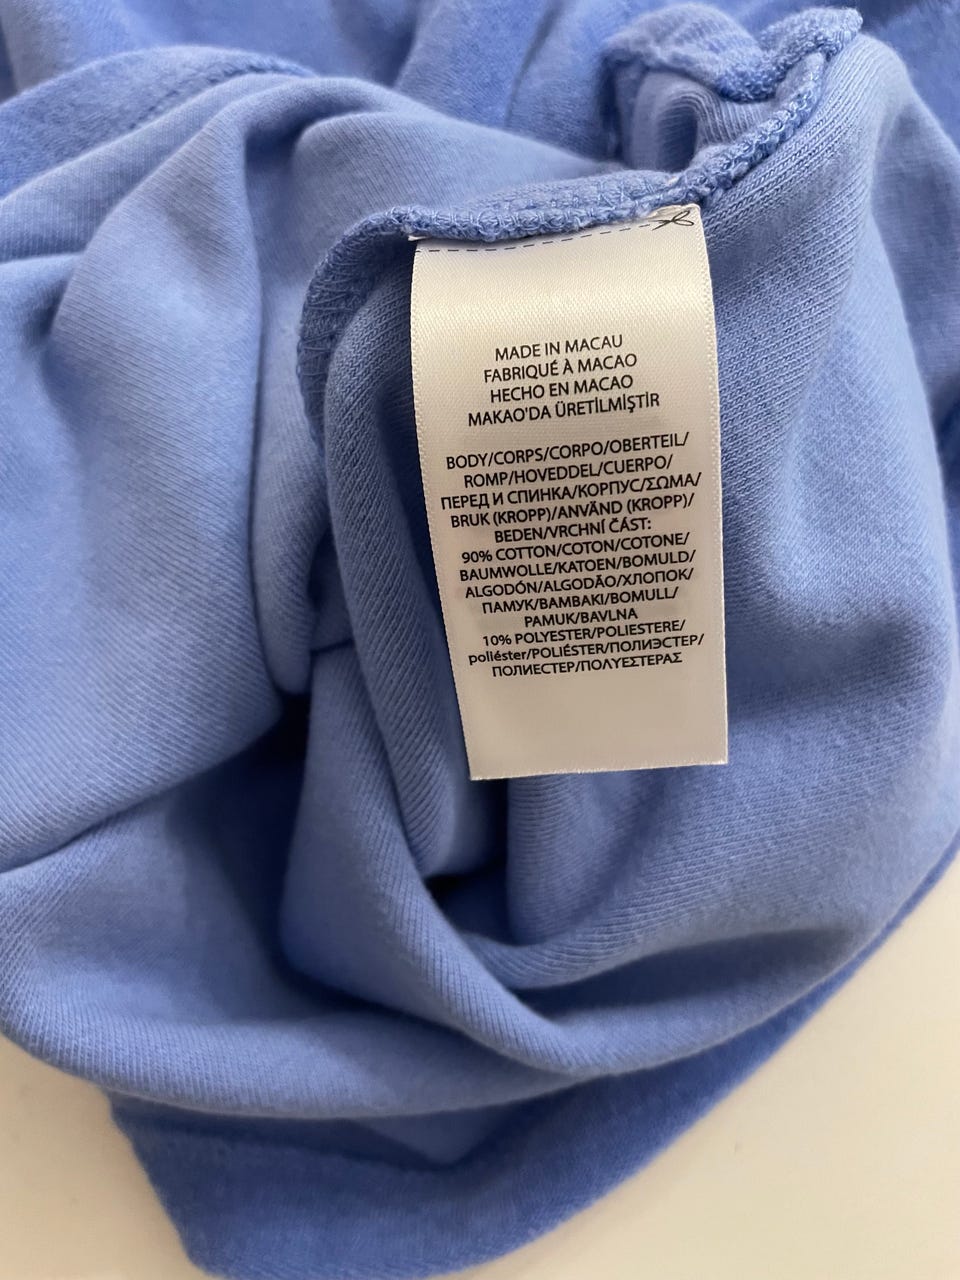 MADE IN MACAU
FABRIQUÉ À MACAO
HECHO EN MACAO
MAKAO'DA ÜRETİLMİŞTİR
BODY/CORPS/CORPO/OBERTEIL/
ROMP/HOVEDDEL/CUERPO/
ПЕРЕД И СПИНКА/КОРПУС/ΣΩΜΑ/
BRUK (KROPP)/ANVÄND (KROPP)/
BEDEN/VRCHNÍ ČÁST:
90% COTTON/COTON/COTONE/
BAUMWOLLE/KATOEN/BOMULD/
ALGODÓN/ALGODÃO/ХЛОПОК/
ПАМУК/ΒΑΜΒΑΚΙ/BOMULL/
PAMUK/BAVLNA
10% POLYESTER/POLIESTERE/
poliéster/POLIÉSTER/ПОЛИЭСТЕР/
ПОЛИЕСТЕР/ΠΟΛΥΕΣΤΕΡΑΣ